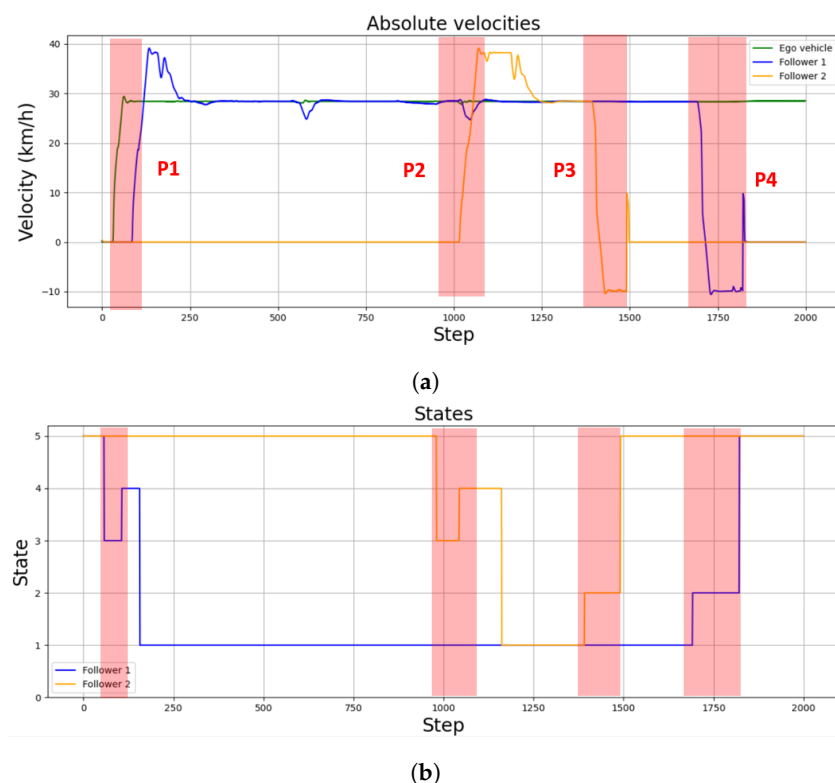 Absolute velocities
Ego vehicle
Follower 1
Follower 2
40
30
20
10
0
−10
Velocity (km/h)
P1
P2
P3
P4
0
250
500
750
1000
1250
1500
1750
2000
Step
(a)
States
5
4
3
2
1
0
State
Follower 1
Follower 2
0
250
500
750
1000
1250
1500
1750
2000
Step
(b)